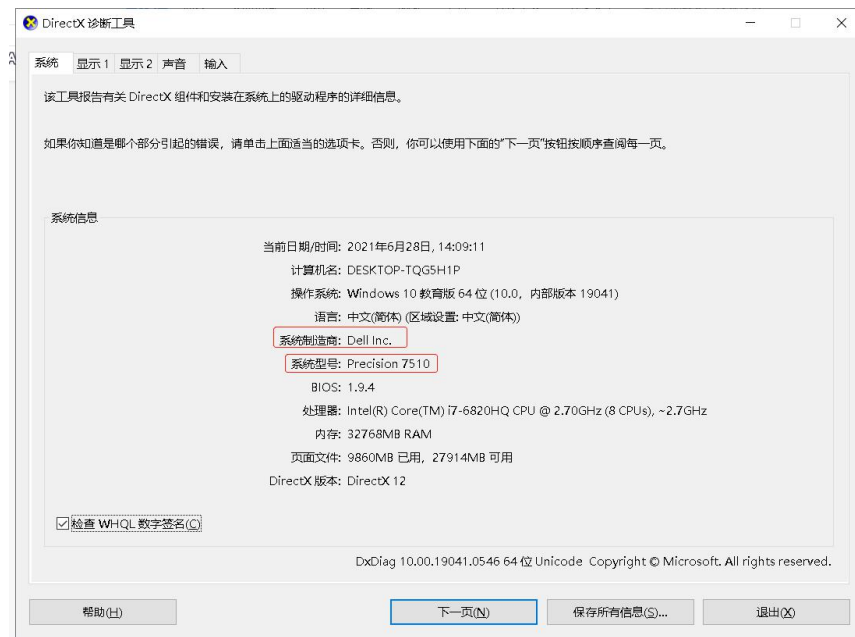 DirectX 诊断工具
系统 显示 1 显示 2 声音 输入
该工具报告有关 DirectX 组件和安装在系统上的驱动程序的详细信息。
如果你知道是哪个部分引起的错误，请单击上面适当的选项卡。否则，你可以使用下面的"下一页"按钮按顺序查阅每一页。
系统信息
当前日期/时间: 2021年6月28日, 14:09:11
计算机名: DESKTOP-TQG5H1P
操作系统: Windows 10 教育版 64 位 (10.0，内部版本 19041)
语言: 中文(简体) (区域设置: 中文(简体))
系统制造商: Dell Inc.
系统型号: Precision 7510
BIOS: 1.9.4
处理器: Intel(R) Core(TM) i7-6820HQ CPU @ 2.70GHz (8 CPUs), ~2.7GHz
内存: 32768MB RAM
页面文件: 9860MB 已用，27914MB 可用
DirectX 版本: DirectX 12
检查 WHQL 数字签名(C)
DxDiag 10.00.19041.0546 64 位 Unicode Copyright © Microsoft. All rights reserved.
帮助(H) 下一页(N) 保存所有信息(S)... 退出(X)